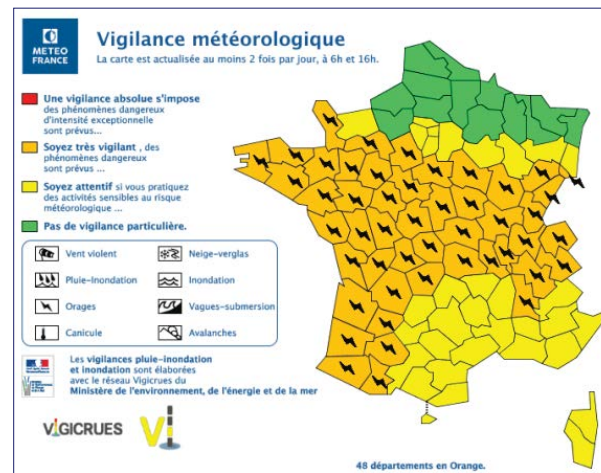 METEO
FRANCE
Vigilance météorologique
La carte est actualisée au moins 2 fois par jour, à 6h et 16h.
Une vigilance absolue s'impose
des phénomènes dangereux
d'intensité exceptionnelle
sont prévus...
Soyez très vigilant , des
phénomènes dangereux
sont prévus ...
Soyez attentif si vous pratiquez
des activités sensibles au risque
météorologique ...
Pas de vigilance particulière.
Vent violent
Neige-verglas
Pluie-Inondation
Inondation
Orages
Vagues-submersion
Canicule
Avalanches
Les vigilances pluie-inondation
et inondation sont élaborées
avec le réseau Vigicrues du
Ministère de l'environnement, de l'énergie et de la mer
VIGICRUES
Vi
48 départements en Orange.